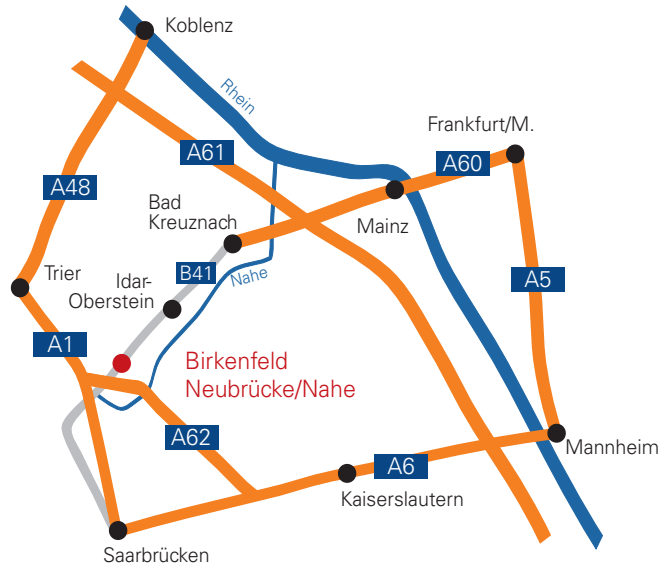 Koblenz
Rhein
Frankfurt/M.
A61
A60
A48
Bad
Kreuznach
Mainz
Trier
Idar-
Oberstein
B41
Nahe
A5
A1
Birkenfeld
Neubrücke/Nahe
A62
Mannheim
A6
Kaiserslautern
Saarbrücken